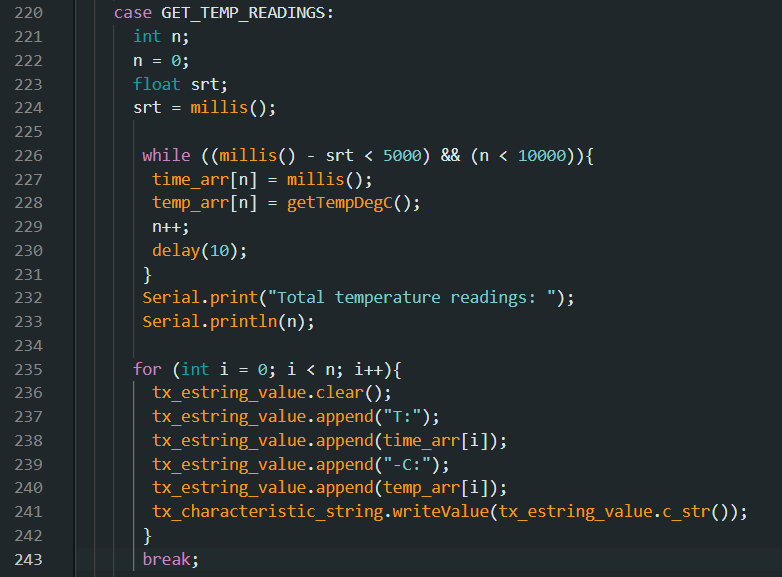 220 case GET_TEMP_READINGS:
221 int n;
222 n = 0;
223 float srt;
224 srt = millis();
225
226 while ((millis() - srt < 5000) && (n < 10000)){
227 time_arr[n] = millis();
228 temp_arr[n] = getTempDegC();
229 n++;
230 delay(10);
231 }
232 Serial.print("Total temperature readings: ");
233 Serial.println(n);
234
235 for (int i = 0; i < n; i++){
236 tx_estring_value.clear();
237 tx_estring_value.append("T:");
238 tx_estring_value.append(time_arr[i]);
239 tx_estring_value.append("-C:");
240 tx_estring_value.append(temp_arr[i]);
241 tx_characteristic_string.writeValue(tx_estring_value.c_str());
242 }
243 break;